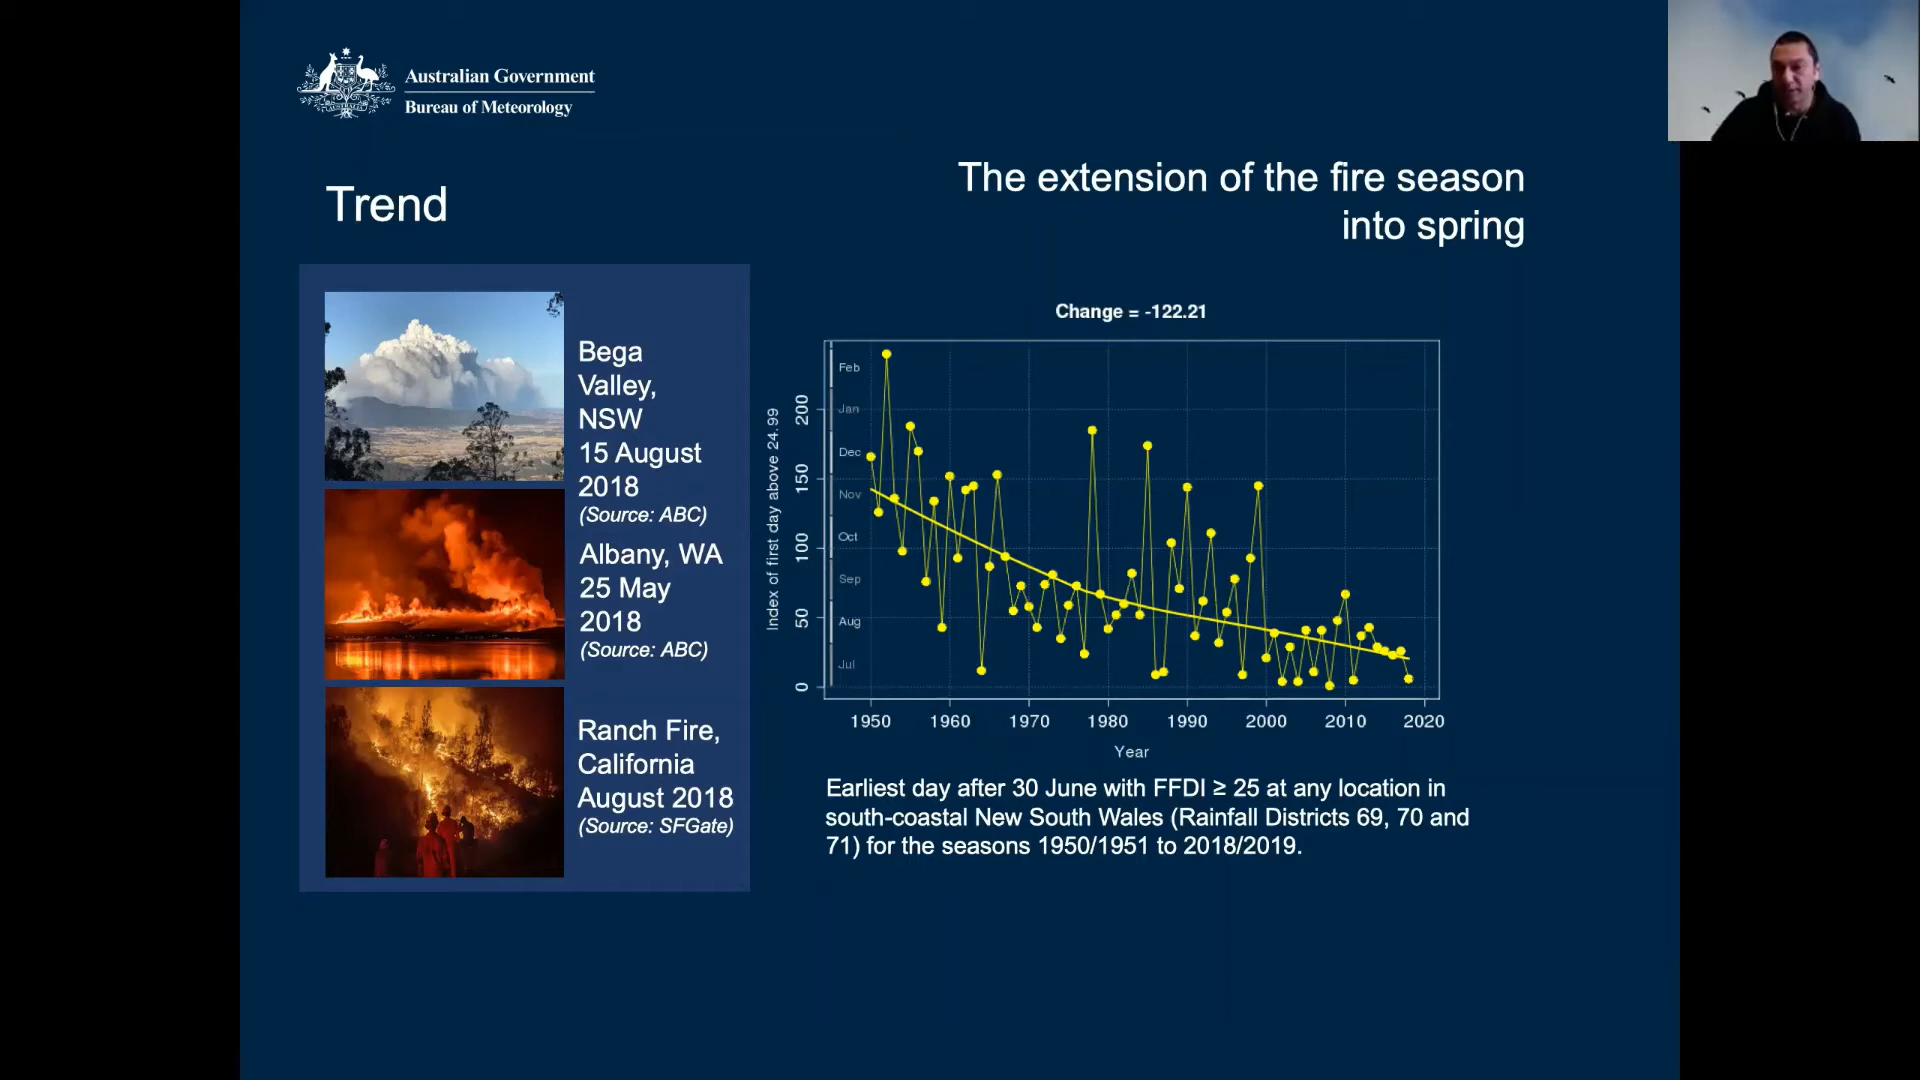 Australian Government
Bureau of Meteorology
Trend
The extension of the fire season
into spring
Bega
Valley,
NSW
15 August
2018
(Source: ABC)
Albany, WA
25 May
2018
(Source: ABC)
Ranch Fire,
California
August 2018
(Source: SFGate)
Change = -122.21
Index of first day above 24.99
200
150
100
50
0
Feb
Jan
Dec
Nov
Oct
Sep
Aug
Jul
1950 1960 1970 1980 1990 2000 2010 2020
Year
Earliest day after 30 June with FFDI ≥ 25 at any location in
south-coastal New South Wales (Rainfall Districts 69, 70 and
71) for the seasons 1950/1951 to 2018/2019.